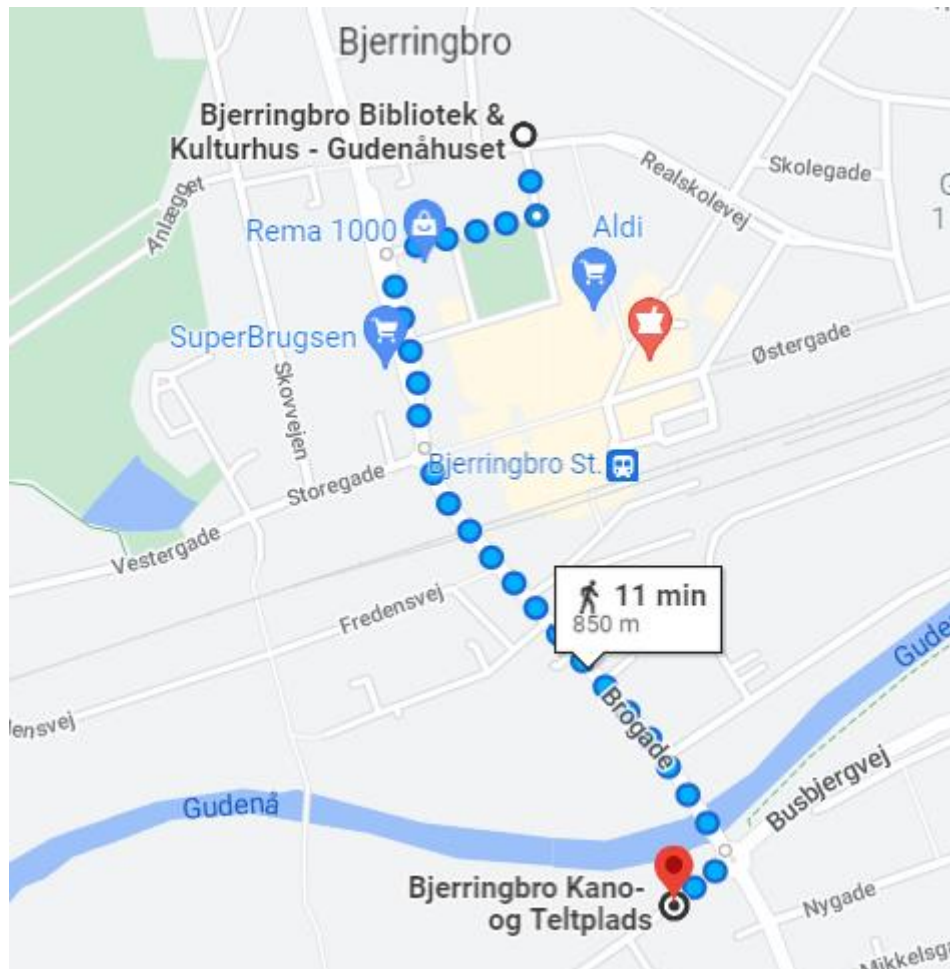 Bjerringbro
Bjerringbro Bibliotek &
Kulturhus - Gudenåhuset
Skolegade
Realskolevej
Anlægget
Rema 1000
Aldi
SuperBrugsen
Østergade
Skovvejen
Bjerringbro St.
Storegade
Vestergade
Fredensvej
11 min
850 m
Brogade
Busbjergvej
Gudenå
Bjerringbro Kano-
og Teltplads
Nygade